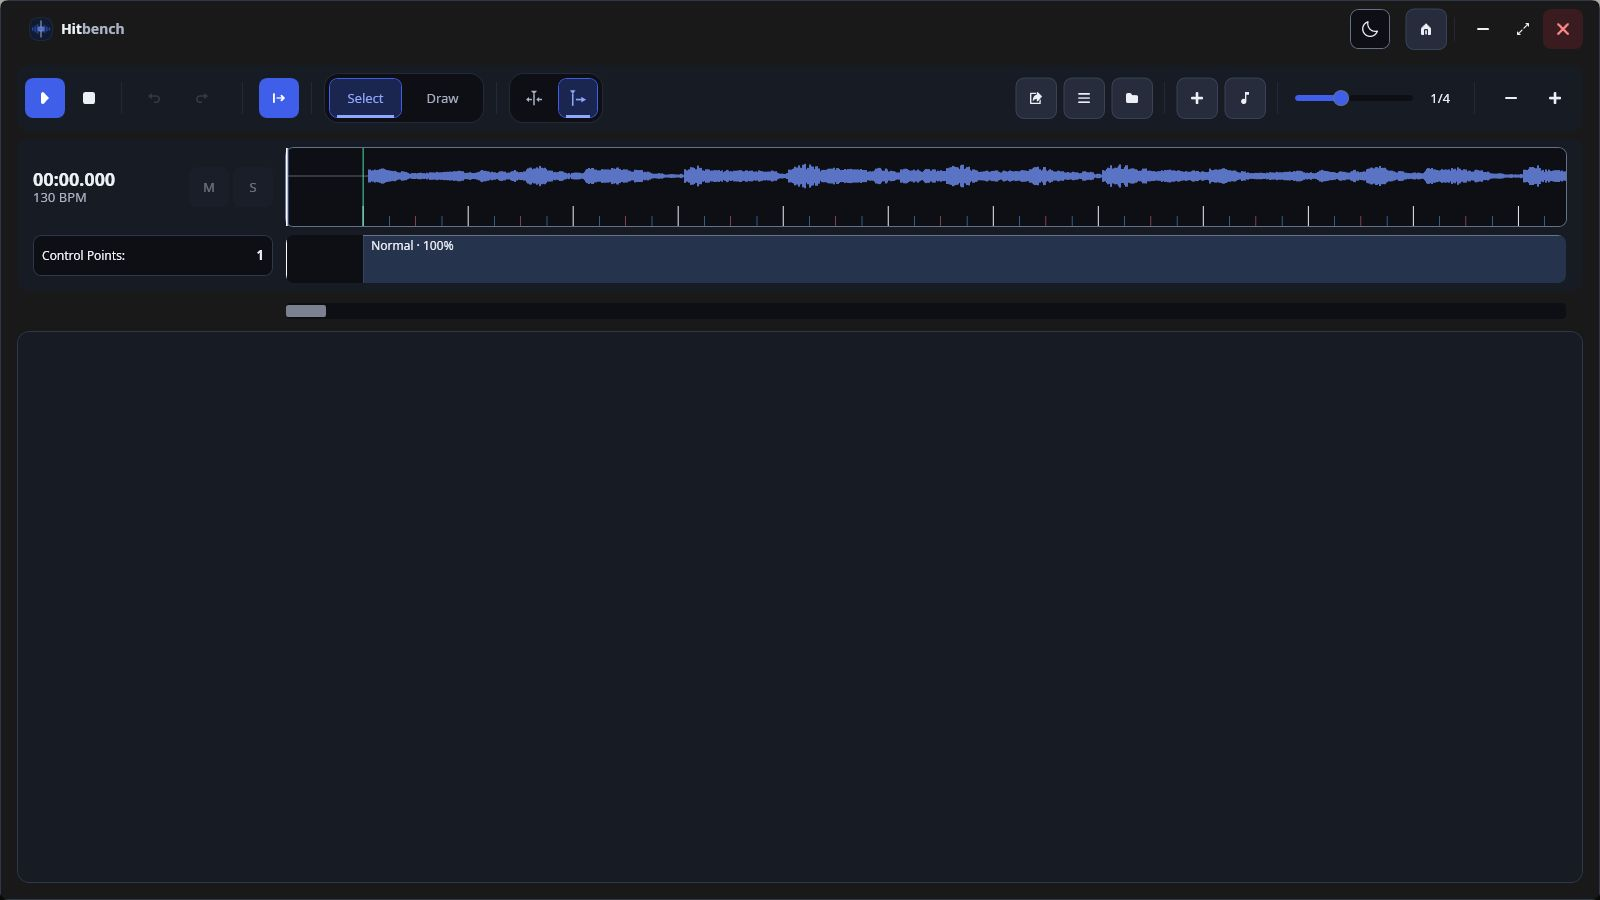 Hitbench
Select
Draw
1/4
00:00.000
130 BPM
M
S
Normal · 100%
Control Points:
1